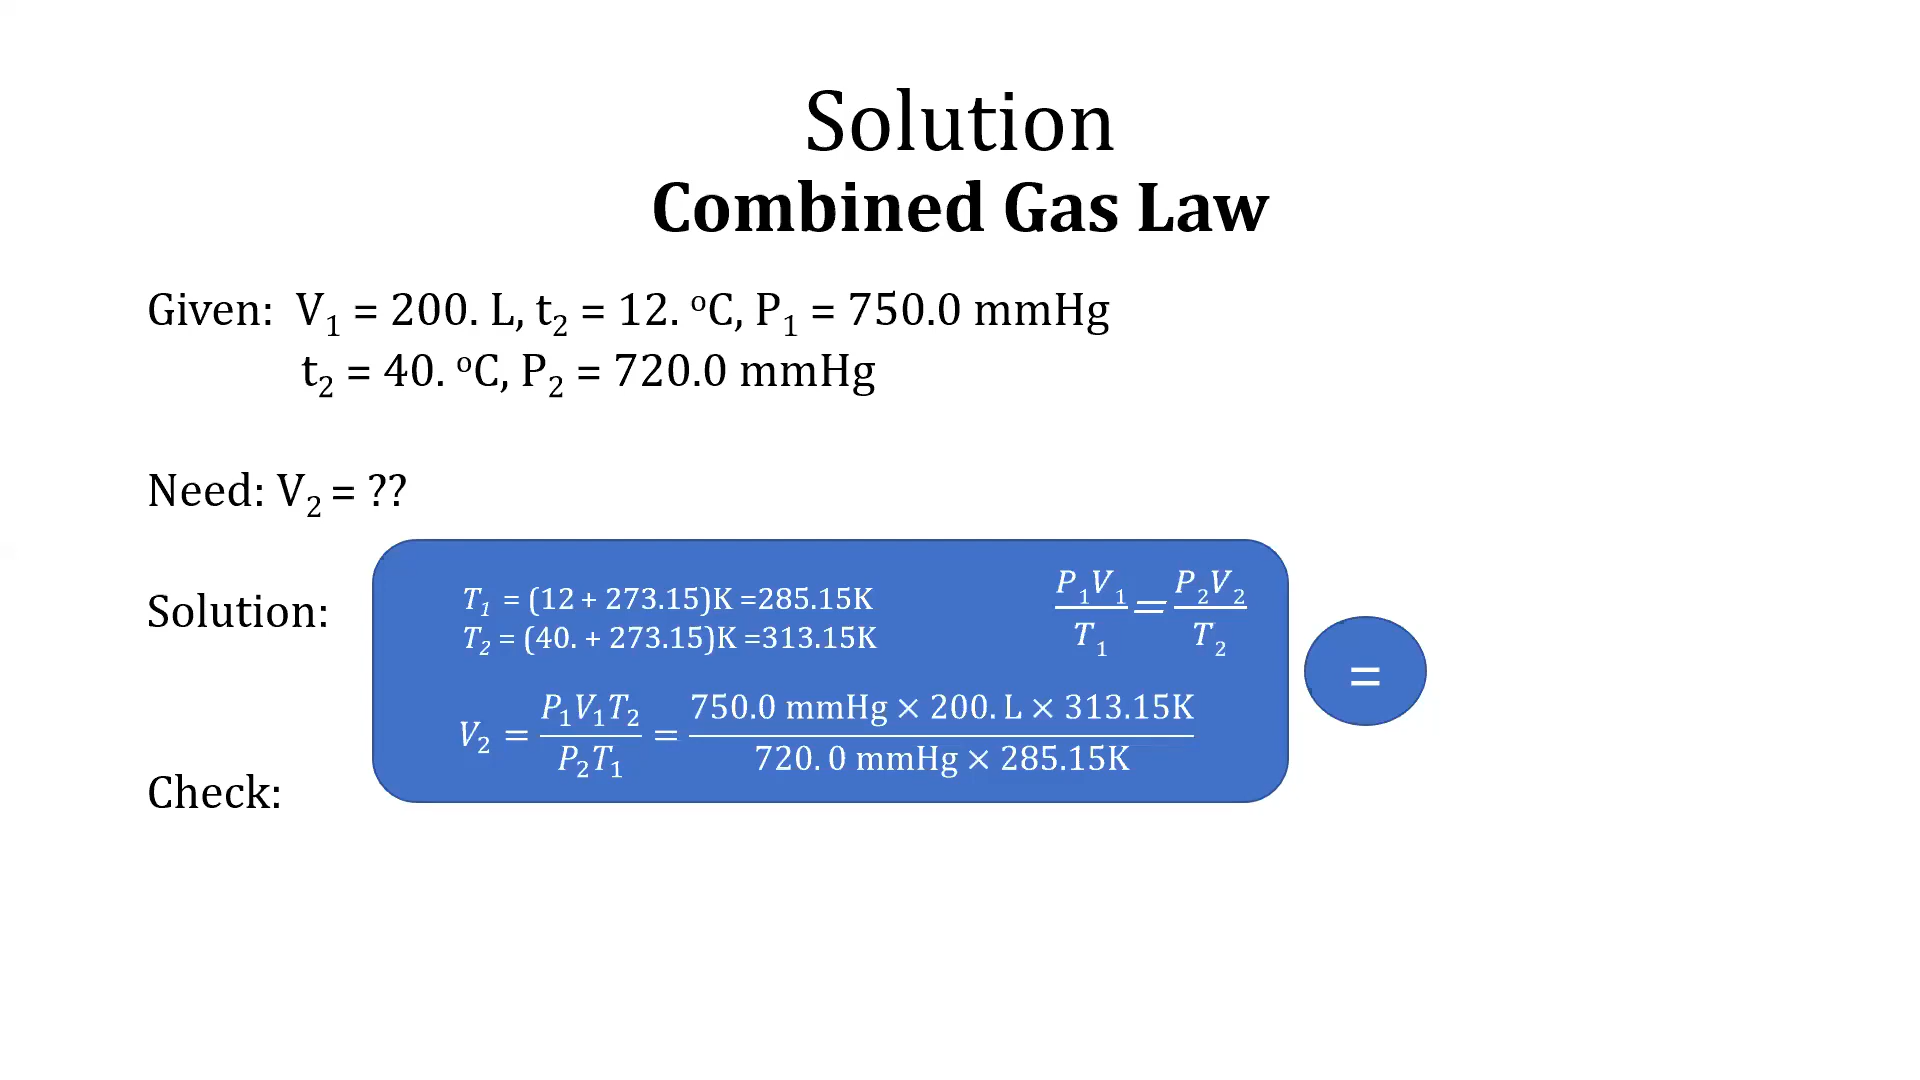 Solution
Combined Gas Law
Given: V₁ = 200. L, t₂ = 12. ᵒC, P₁ = 750.0 mmHg
t₂ = 40. ᵒC, P₂ = 720.0 mmHg
Need: V₂ = ??
Solution:
T₁ = (12 + 273.15)K =285.15K
T₂ = (40. + 273.15)K =313.15K
P₁V₁/T₁ = P₂V₂/T₂
V₂ = P₁V₁T₂/P₂T₁ = 750.0 mmHg × 200. L × 313.15K / 720.0 mmHg × 285.15K
=
Check: